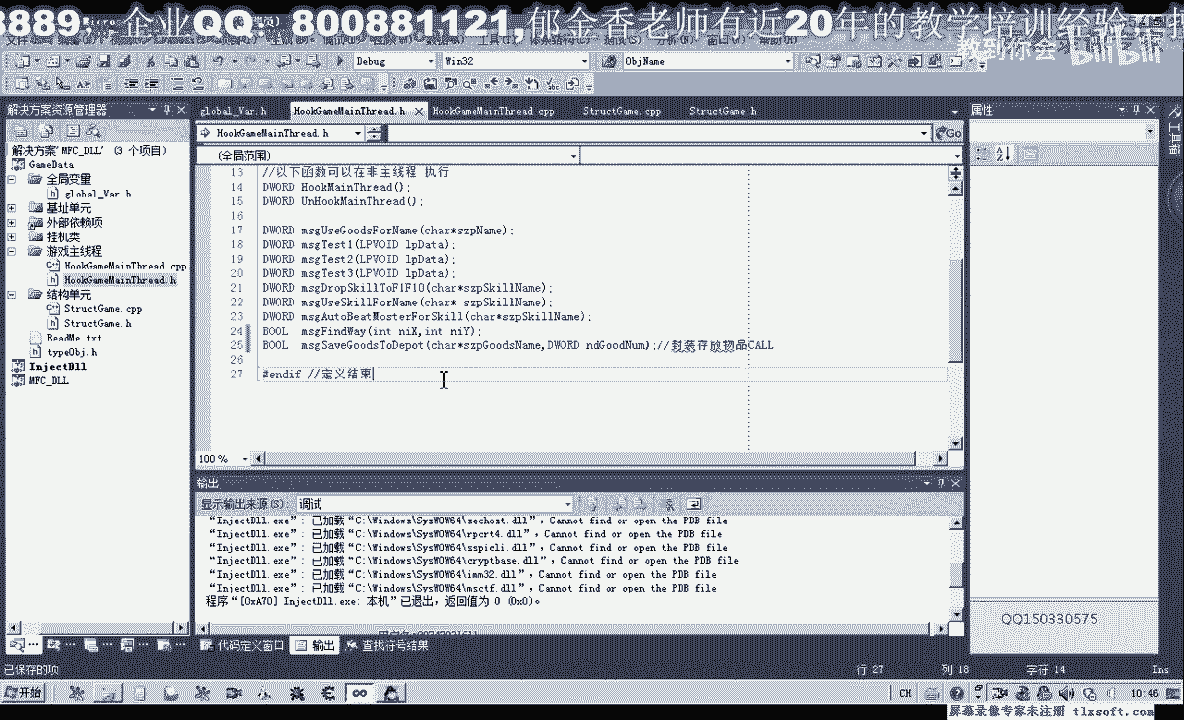 3889, 企业QQ: 800881121,郁金香老师有近20年的教学培训经验
教到你会
bilibili
Debug
Win32
ObjName
解决方案资源管理器
global_Var.h
HookGameMainThread.h
HookGameMainThread.cpp
StructGame.cpp
StructGame.h
属性
工具箱
HookGameMainThread.h
Go
(全局范围)
解决方案"MFC_DLL" (3 个项目)
GameData
全局变量
global_Var.h
基址单元
外部依赖项
挂机类
游戏主线程
HookGameMainThread.cpp
HookGameMainThread.h
结构单元
StructGame.cpp
StructGame.h
ReadMe.txt
typeObj.h
InjectDll
MFC_DLL
13 //以下函数可以在非主线程 执行
14 DWORD HookMainThread();
15 DWORD UnHookMainThread();
16
17 DWORD msgUseGoodsForName(char*szpName);
18 DWORD msgTest1(LPVOID lpData);
19 DWORD msgTest2(LPVOID lpData);
20 DWORD msgTest3(LPVOID lpData);
21 DWORD msgDropSkillToF1F10(char*szpSkillName);
22 DWORD msgUseSkillForName(char* szpSkillName);
23 DWORD msgAutoBeatMosterForSkill(char*szpSkillName);
24 BOOL msgFindWay(int niX,int niY);
25 BOOL msgSaveGoodsToDepot(char*szpGoodsName,DWORD ndGoodNum);//封装存放物品CALL
26
27 #endif //定义结束
100 %
输出
显示输出来源(S): 调试
"InjectDll.exe": 已加载"C:\Windows\SysWOW64\sechost.dll", Cannot find or open the PDB file
"InjectDll.exe": 已加载"C:\Windows\SysWOW64\rpcrt4.dll", Cannot find or open the PDB file
"InjectDll.exe": 已加载"C:\Windows\SysWOW64\sspicli.dll", Cannot find or open the PDB file
"InjectDll.exe": 已加载"C:\Windows\SysWOW64\cryptbase.dll", Cannot find or open the PDB file
"InjectDll.exe": 已加载"C:\Windows\SysWOW64\imm32.dll", Cannot find or open the PDB file
"InjectDll.exe": 已加载"C:\Windows\SysWOW64\msctf.dll", Cannot find or open the PDB file
程序"[0xA70] InjectDll.exe: 本机"已退出,返回值为 0 (0x0)。
QQ150330575
代码定义窗口
输出
查找符号结果
已保存的项
行 27
列 18
字符 14
Ins
开始
CH
10:46
屏幕录像专家未注册 tlxsoft.com